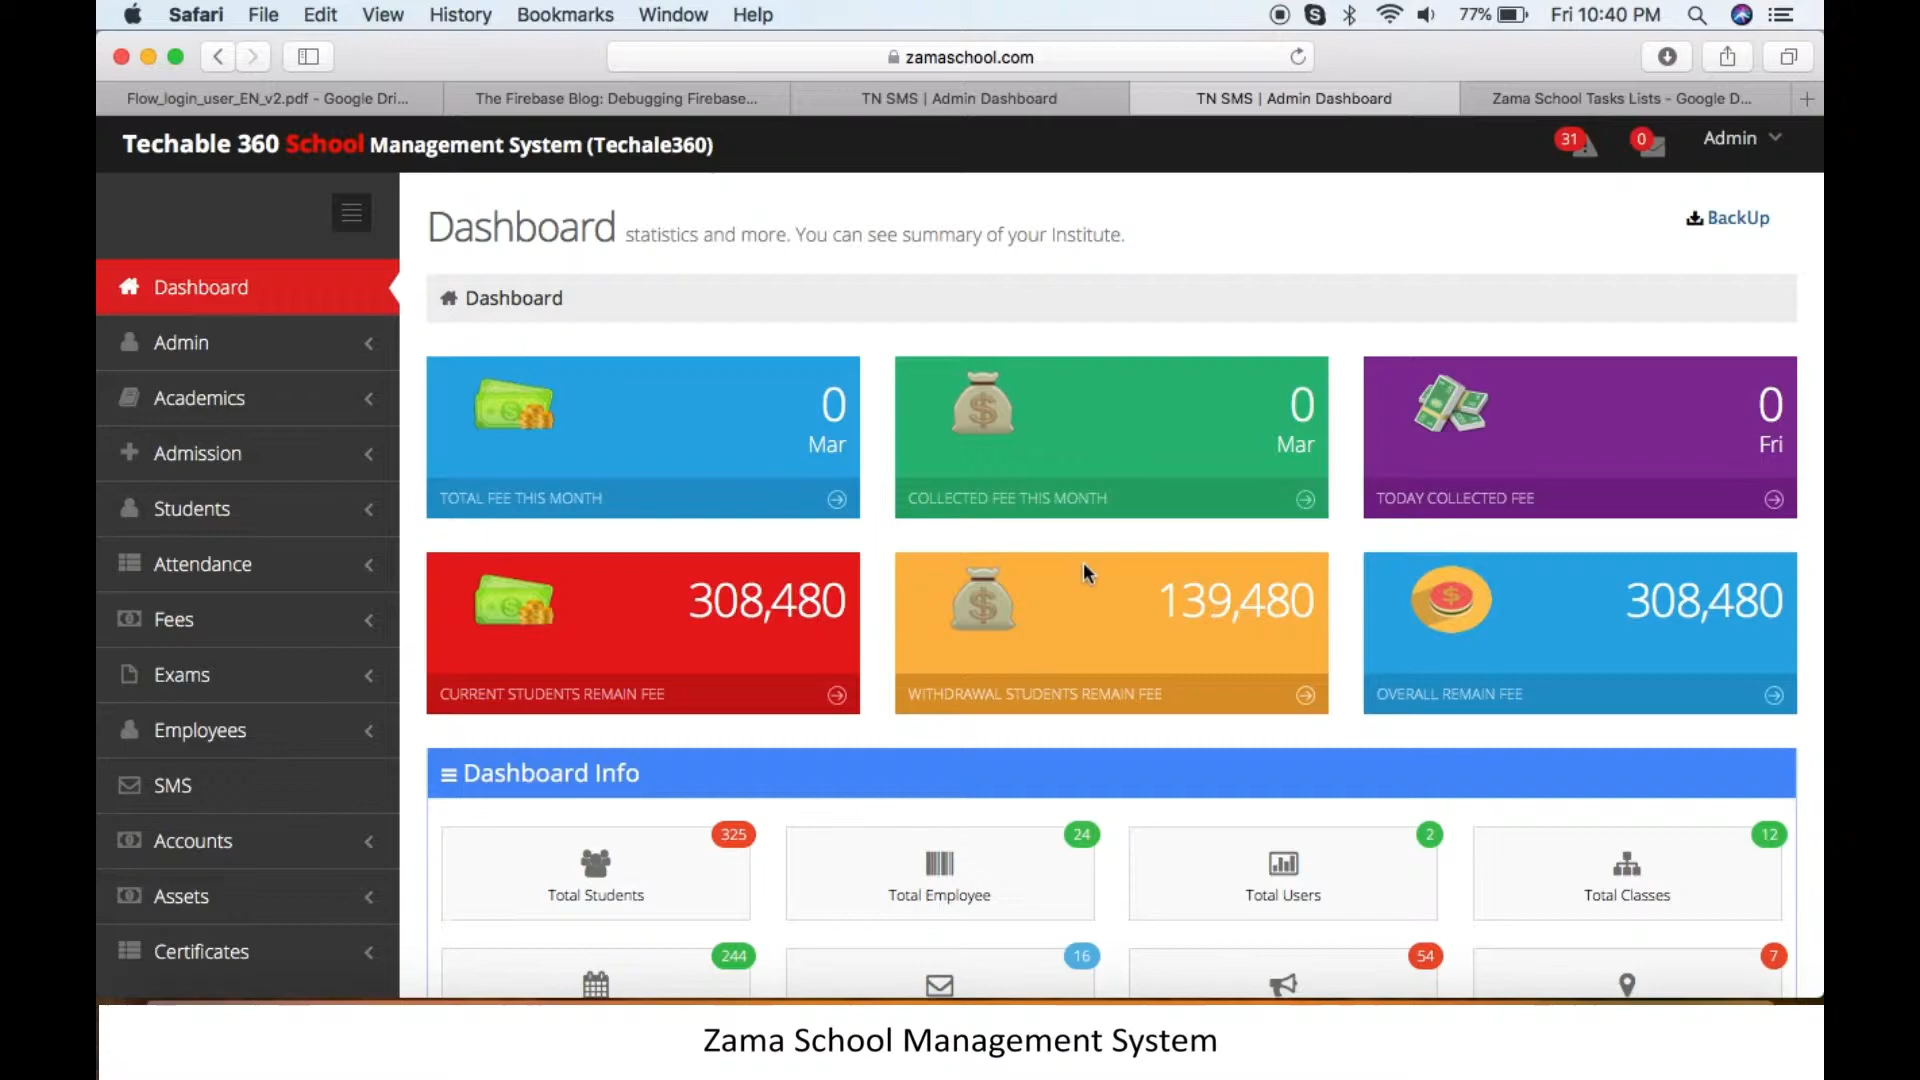 Safari File Edit View History Bookmarks Window Help 77% Fri 10:40 PM
zamaschool.com
Flow_login_user_EN_v2.pdf - Google Dri... The Firebase Blog: Debugging Firebase... TN SMS | Admin Dashboard TN SMS | Admin Dashboard Zama School Tasks Lists - Google D...
Techable 360 School Management System (Techale360) 31 0 Admin
Dashboard statistics and more. You can see summary of your Institute. BackUp
Dashboard
Dashboard
Admin
Academics
Admission
Students
Attendance
Fees
Exams
Employees
SMS
Accounts
Assets
Certificates
0
Mar
TOTAL FEE THIS MONTH
0
Mar
COLLECTED FEE THIS MONTH
0
Fri
TODAY COLLECTED FEE
308,480
CURRENT STUDENTS REMAIN FEE
139,480
WITHDRAWAL STUDENTS REMAIN FEE
308,480
OVERALL REMAIN FEE
Dashboard Info
325
Total Students
24
Total Employee
2
Total Users
12
Total Classes
244
16
54
7
Zama School Management System